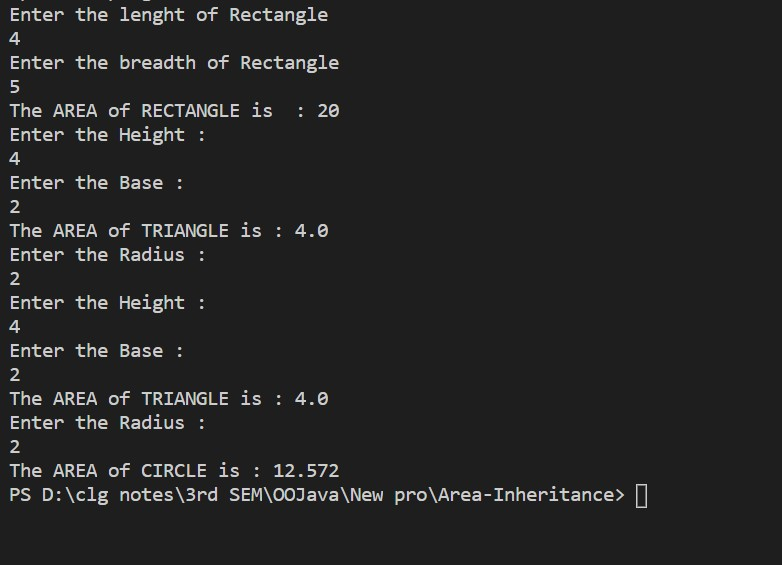 Enter the lenght of Rectangle
4
Enter the breadth of Rectangle
5
The AREA of RECTANGLE is  : 20
Enter the Height :
4
Enter the Base :
2
The AREA of TRIANGLE is : 4.0
Enter the Radius :
2
Enter the Height :
4
Enter the Base :
2
The AREA of TRIANGLE is : 4.0
Enter the Radius :
2
The AREA of CIRCLE is : 12.572
PS D:\clg notes\3rd SEM\OOJava\New pro\Area-Inheritance>